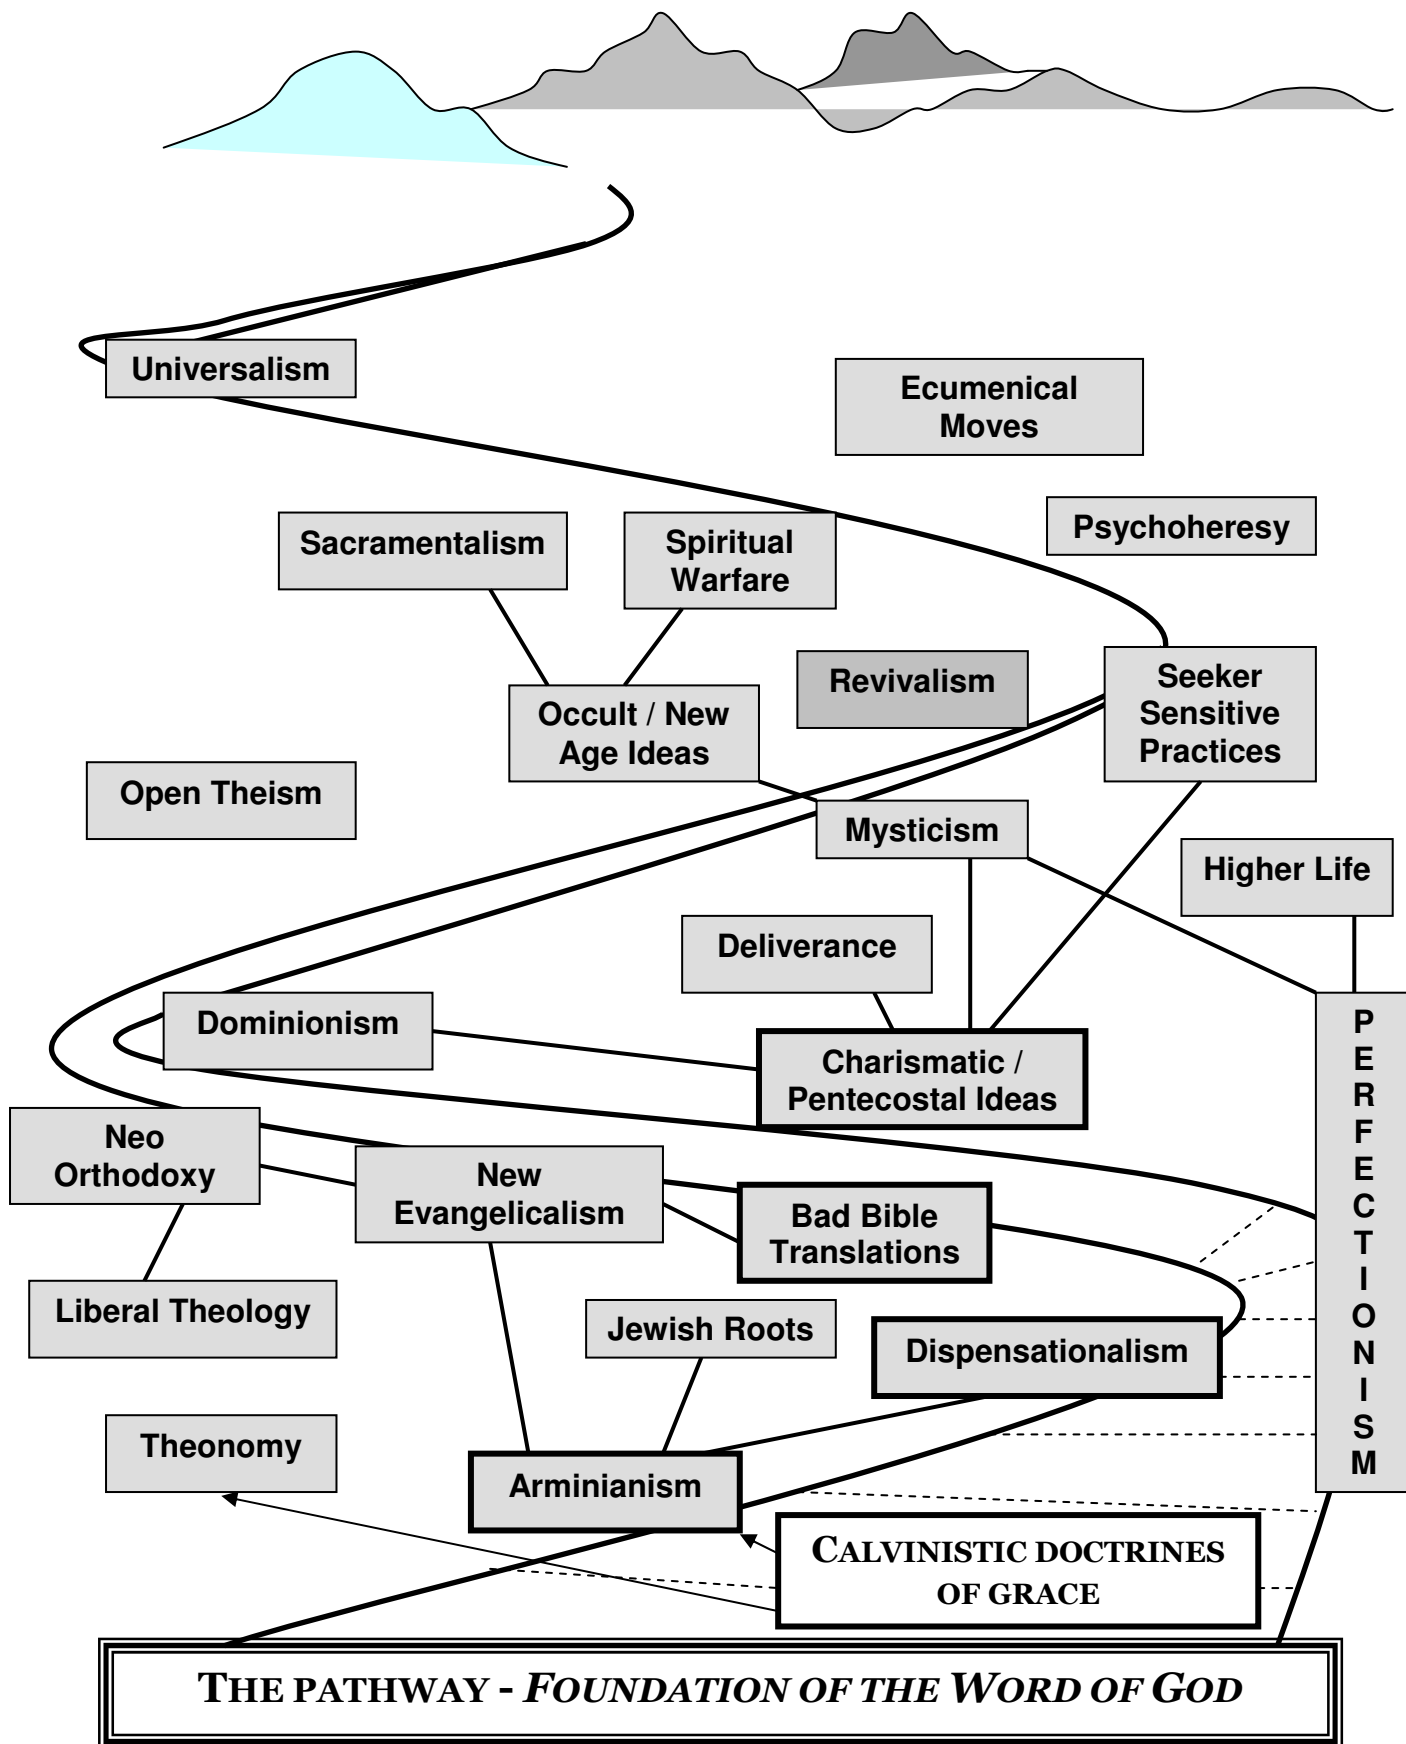 Universalism
Ecumenical
Moves
Psychoheresy
Sacramentalism
Spiritual
Warfare
Revivalism
Seeker
Sensitive
Practices
Occult / New
Age Ideas
Open Theism
Mysticism
Higher Life
Deliverance
Dominionism
Charismatic /
Pentecostal Ideas
PERFECTIONISM
Neo
Orthodoxy
New
Evangelicalism
Bad Bible
Translations
Liberal Theology
Jewish Roots
Dispensationalism
Theonomy
Arminianism
CALVINISTIC DOCTRINES
OF GRACE
THE PATHWAY - FOUNDATION OF THE WORD OF GOD